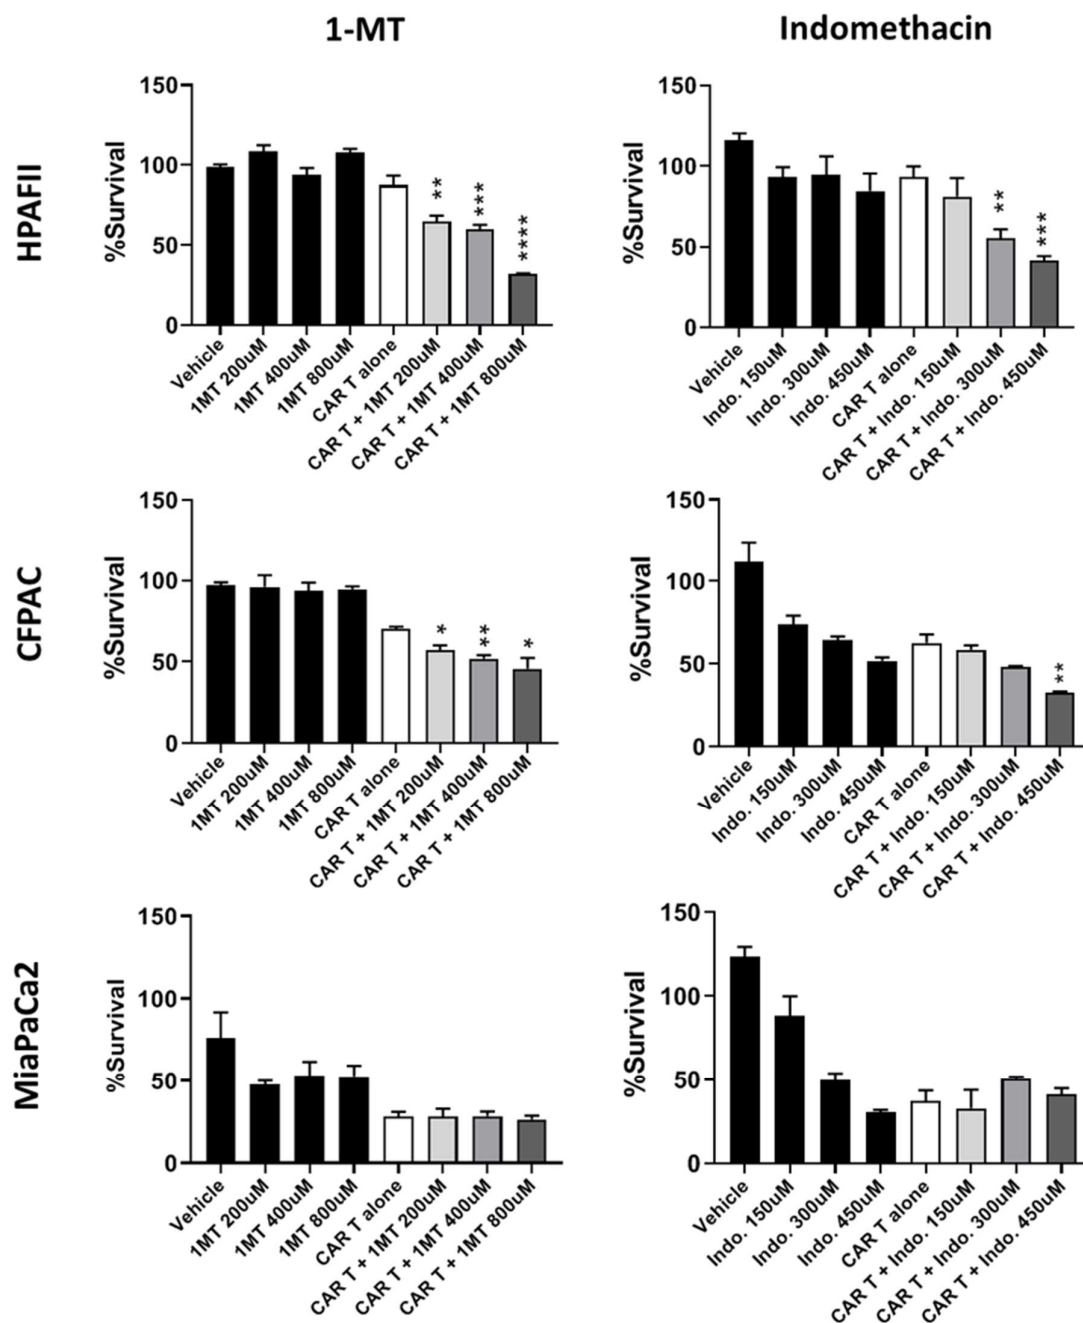 1-MT
Indomethacin
HPAFII
%Survival
150
100
50
0
**
***
****
Vehicle
1MT 200uM
1MT 400uM
1MT 800uM
CAR T alone
CAR T + 1MT 200uM
CAR T + 1MT 400uM
CAR T + 1MT 800uM
%Survival
150
100
50
0
**
***
Vehicle
Indo. 150uM
Indo. 300uM
Indo. 450uM
CAR T alone
CAR T + Indo. 150uM
CAR T + Indo. 300uM
CAR T + Indo. 450uM
CFPAC
%Survival
150
100
50
0
*
**
*
Vehicle
1MT 200uM
1MT 400uM
1MT 800uM
CAR T alone
CAR T + 1MT 200uM
CAR T + 1MT 400uM
CAR T + 1MT 800uM
%Survival
150
100
50
0
**
Vehicle
Indo. 150uM
Indo. 300uM
Indo. 450uM
CAR T alone
CAR T + Indo. 150uM
CAR T + Indo. 300uM
CAR T + Indo. 450uM
MiaPaCa2
%Survival
150
100
50
0
Vehicle
1MT 200uM
1MT 400uM
1MT 800uM
CAR T alone
CAR T + 1MT 200uM
CAR T + 1MT 400uM
CAR T + 1MT 800uM
%Survival
150
100
50
0
Vehicle
Indo. 150uM
Indo. 300uM
Indo. 450uM
CAR T alone
CAR T + Indo. 150uM
CAR T + Indo. 300uM
CAR T + Indo. 450uM